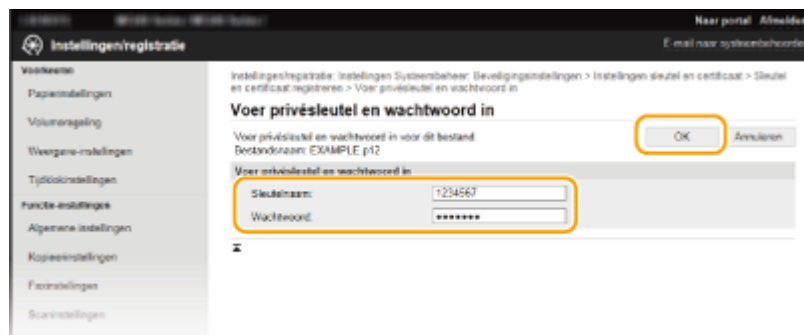 Naar portal Afmelden
Instellingen/registratie
E-mail naar systeembeheerder
Voorkeuren
Papierinstellingen
Volumeregeling
Weergave-instellingen
Tijdklokinstellingen
Functie-instellingen
Algemene instellingen
Kopieerinstellingen
Faxinstellingen
Scaninstellingen
Instellingen/registratie: Instellingen Systeembeheer: Beveiligingsinstellingen > Instellingen sleutel en certificaat > Sleutel
en certificaat registreren > Voer privésleutel en wachtwoord in
Voer privésleutel en wachtwoord in
Voer privésleutel en wachtwoord in voor dit bestand.
Bestandsnaam: EXAMPLE.p12
OK
Annuleren
Voer privésleutel en wachtwoord in
Sleutelnaam:
1234567
Wachtwoord:
•••••••